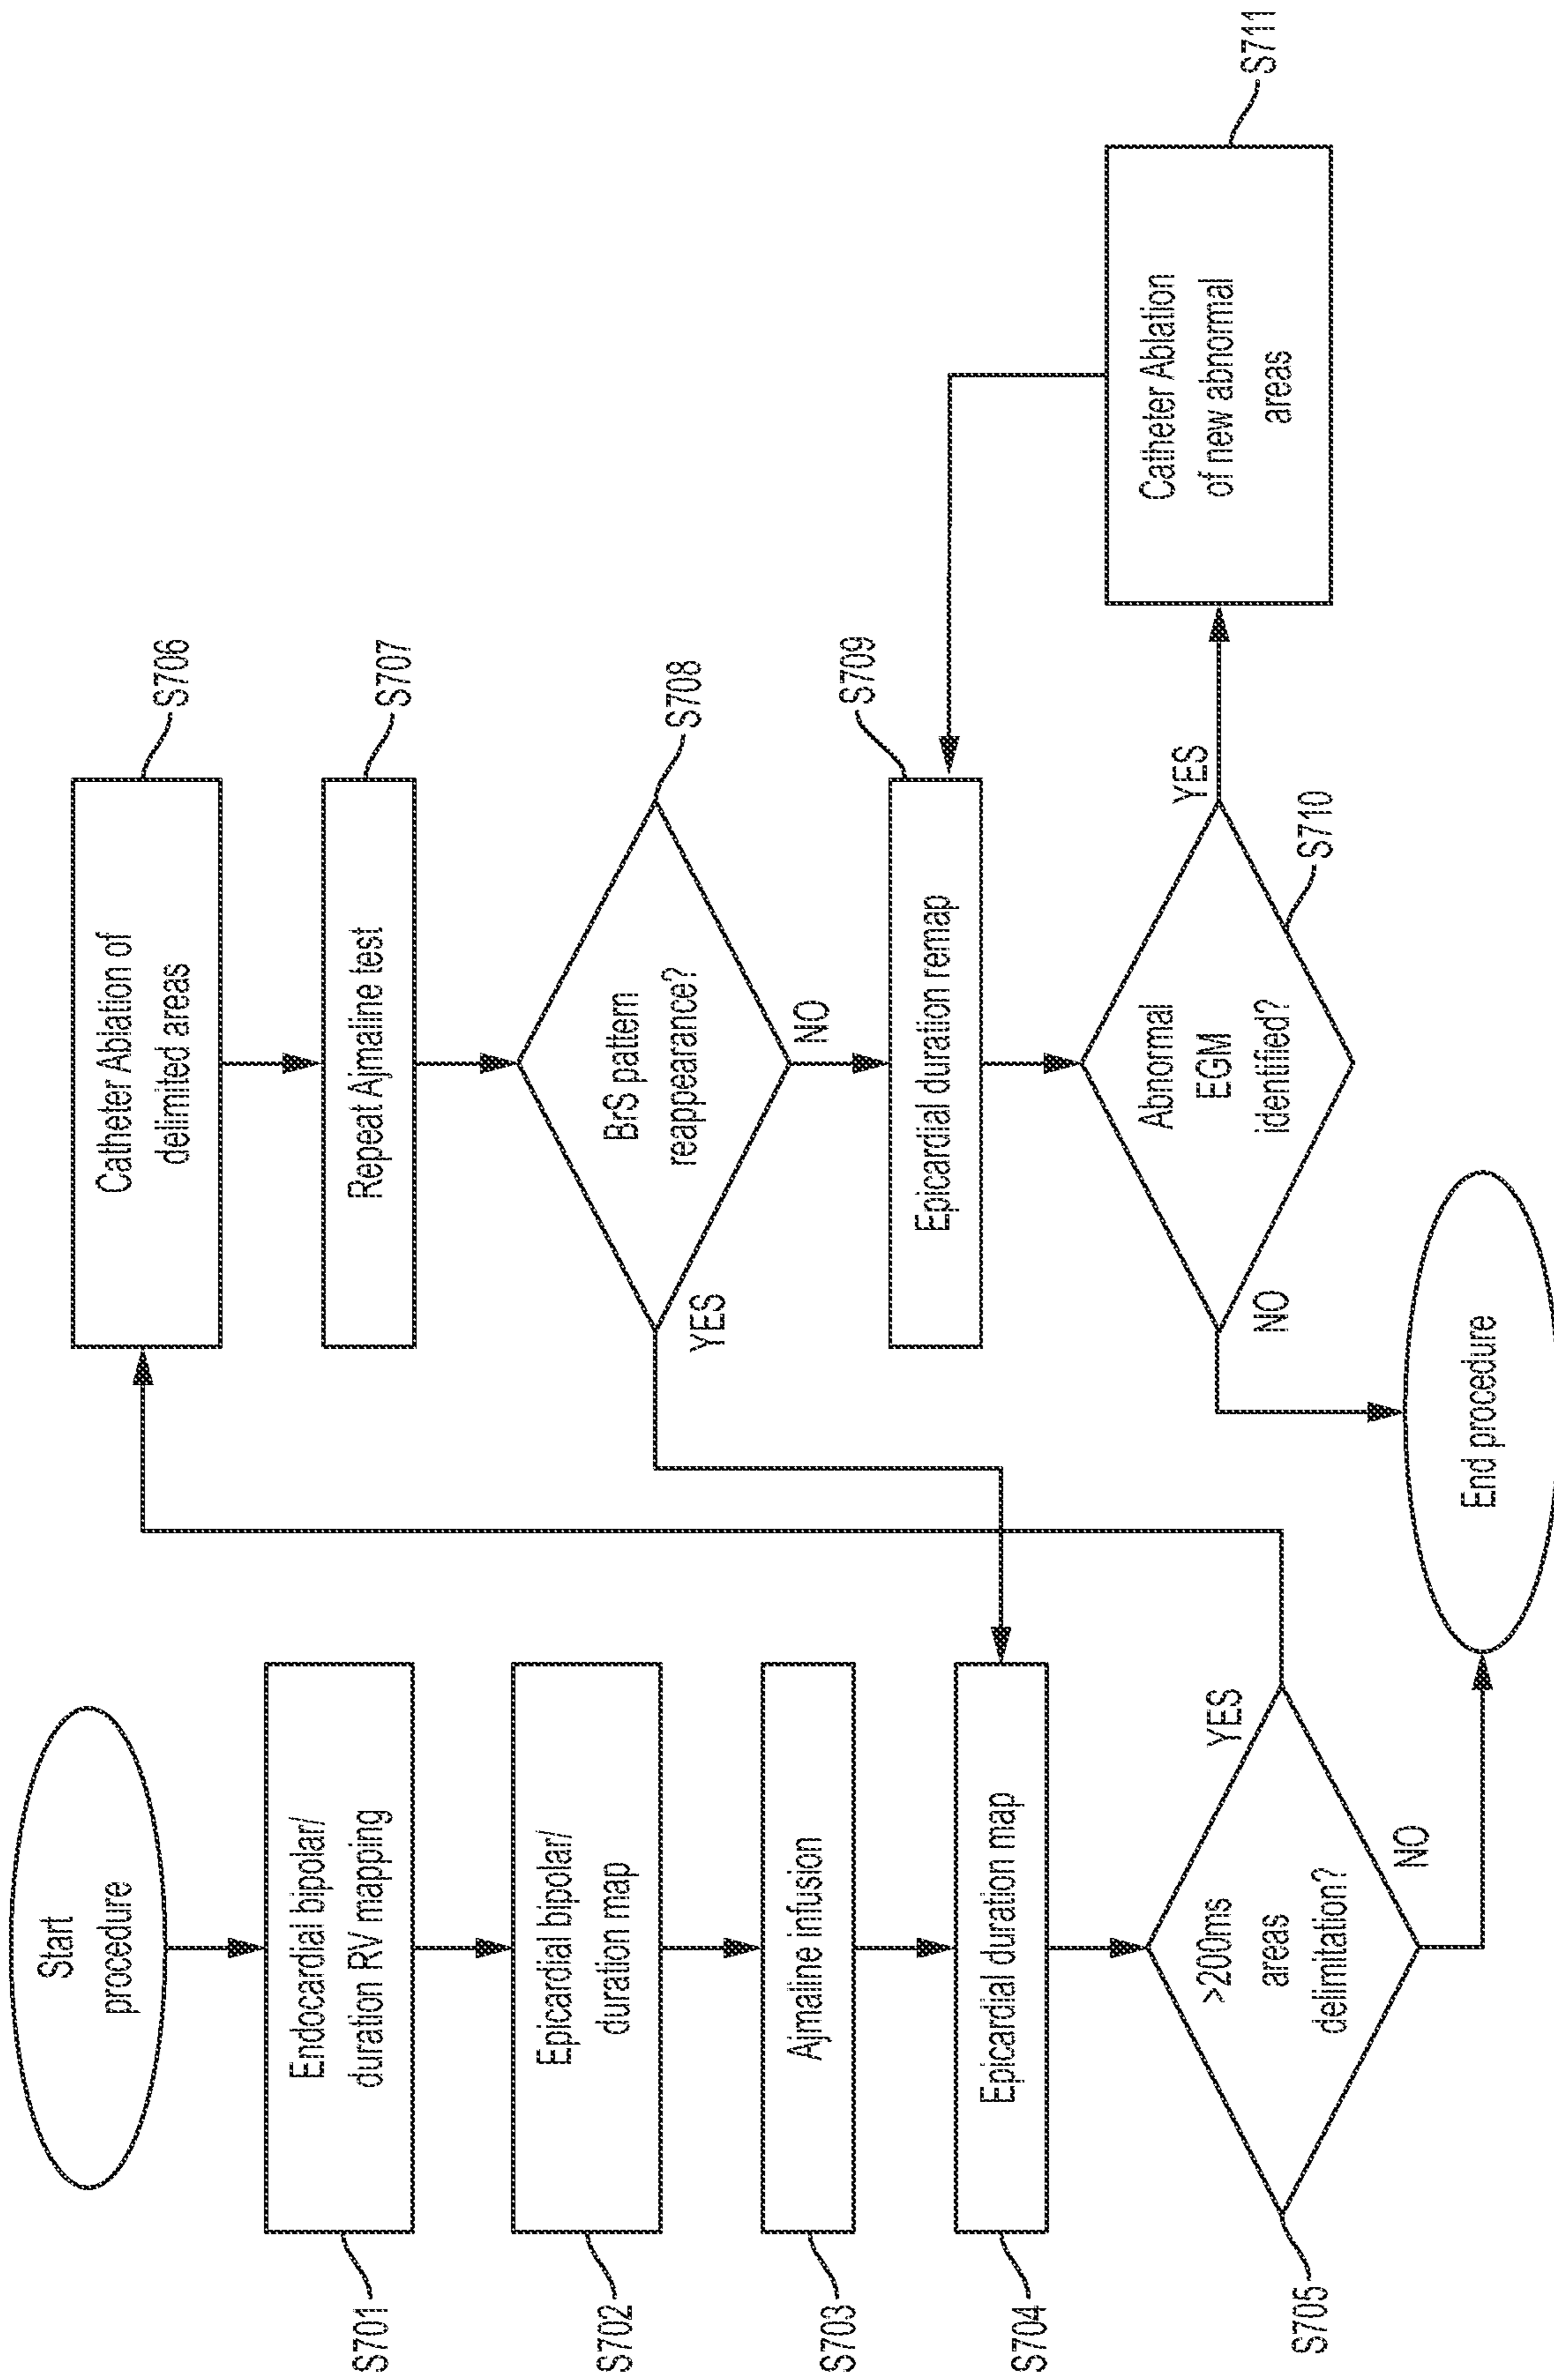 Start
procedure
Endocardial bipolar/
duration RV mapping
S701
Epicardial bipolar/
duration map
S702
Ajmaline infusion
S703
Epicardial duration map
S704
>200ms
areas
delimitation?
S705
YES
NO
Catheter Ablation of
delimited areas
S706
Repeat Ajmaline test
S707
BrS pattern
reappearance?
S708
YES
NO
Epicardial duration remap
S709
Abnormal
EGM
identified?
S710
YES
NO
Catheter Ablation
of new abnormal
areas
S711
End procedure